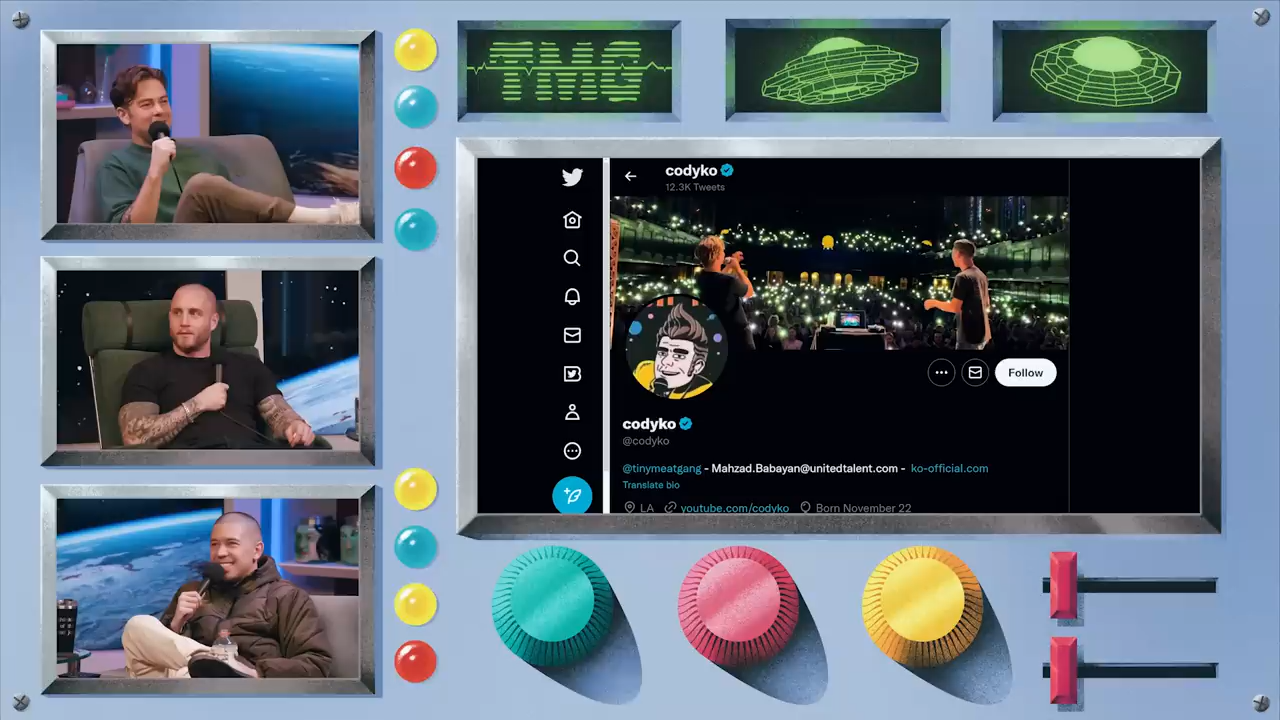 TMG
codyko
12.3K Tweets
Follow
codyko
@codyko
@tinymeatgang - Mahzad.Babayan@unitedtalent.com - ko-official.com
Translate bio
LA youtube.com/codyko Born November 22